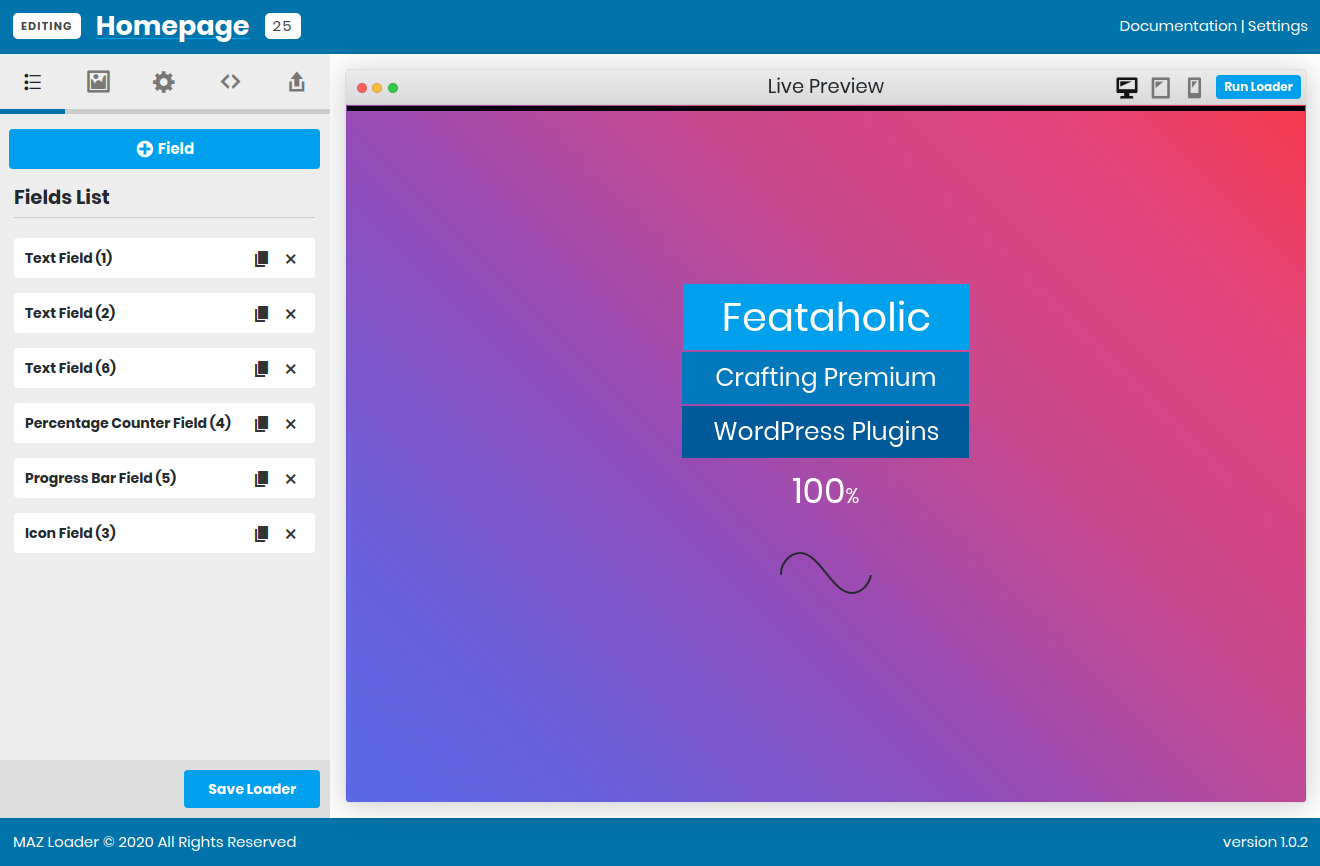 EDITING Homepage 25 Documentation | Settings
Live Preview Run Loader
Field
Fields List
Text Field (1)
Text Field (2)
Text Field (6)
Percentage Counter Field (4)
Progress Bar Field (5)
Icon Field (3)
Feataholic
Crafting Premium
WordPress Plugins
100%
Save Loader
MAZ Loader © 2020 All Rights Reserved version 1.0.2